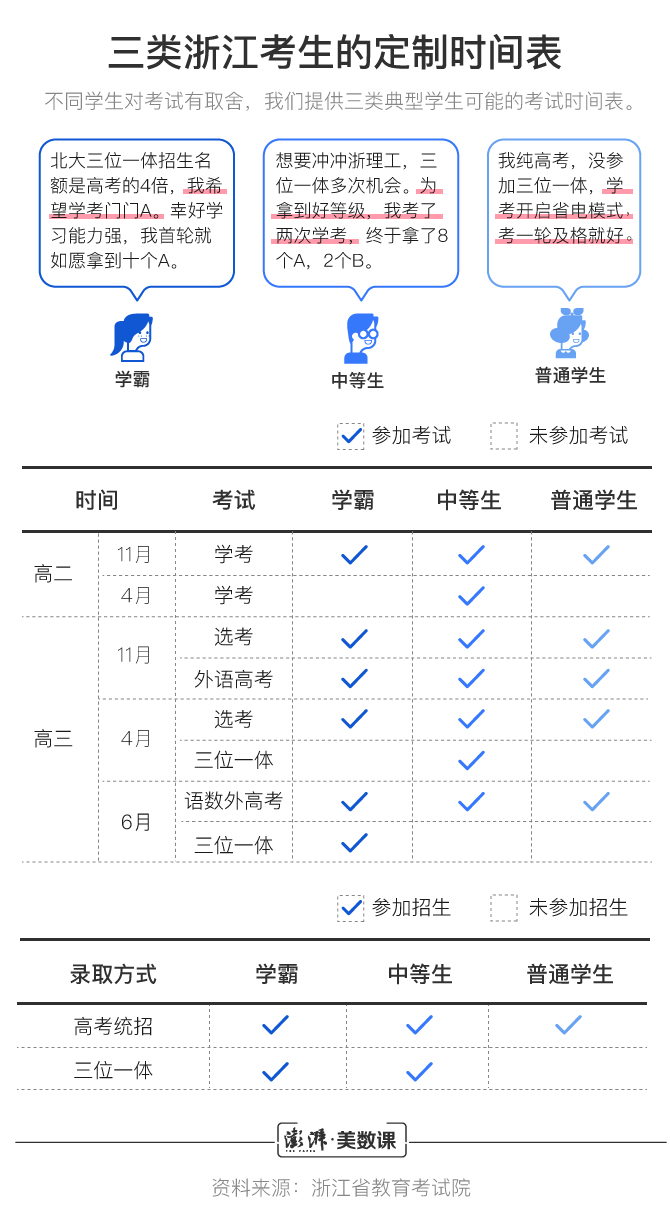 三类浙江考生的定制时间表
不同学生对考试有取舍，我们提供三类典型学生可能的考试时间表。
北大三位一体招生名
额是高考的4倍，我希
望学考门门A。幸好学
习能力强，我首轮就
如愿拿到十个A。
想要冲冲浙理工，三
位一体多次机会。为
拿到好等级，我考了
两次学考，终于拿了8
个A，2个B。
我纯高考，没参
加三位一体，学
考开启省电模式，
考一轮及格就好。
学霸
中等生
普通学生
参加考试 未参加考试
时间 考试 学霸 中等生 普通学生
高二
11月 学考
4月 学考
高三
11月
选考
外语高考
4月
选考
三位一体
6月
语数外高考
三位一体
参加招生 未参加招生
录取方式 学霸 中等生 普通学生
高考统招
三位一体
澎湃·美数课
资料来源：浙江省教育考试院